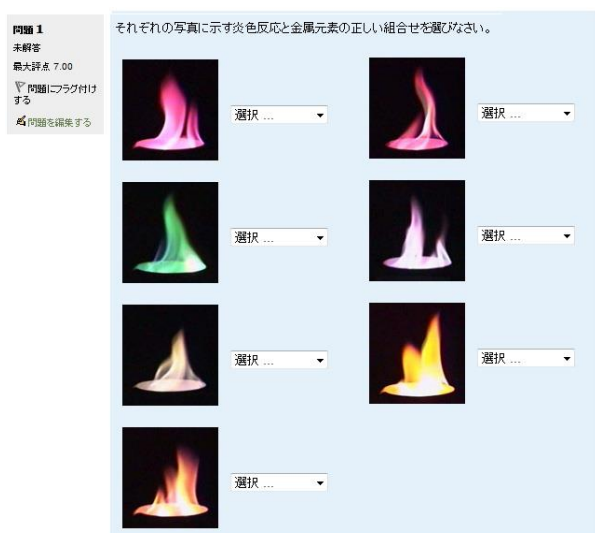 問題 1
未解答
最大評点 7.00
問題にフラグ付け
する
問題を編集する
それぞれの写真に示す炎色反応と金属元素の正しい組合せを選びなさい。
選択 ...
選択 ...
選択 ...
選択 ...
選択 ...
選択 ...
選択 ...